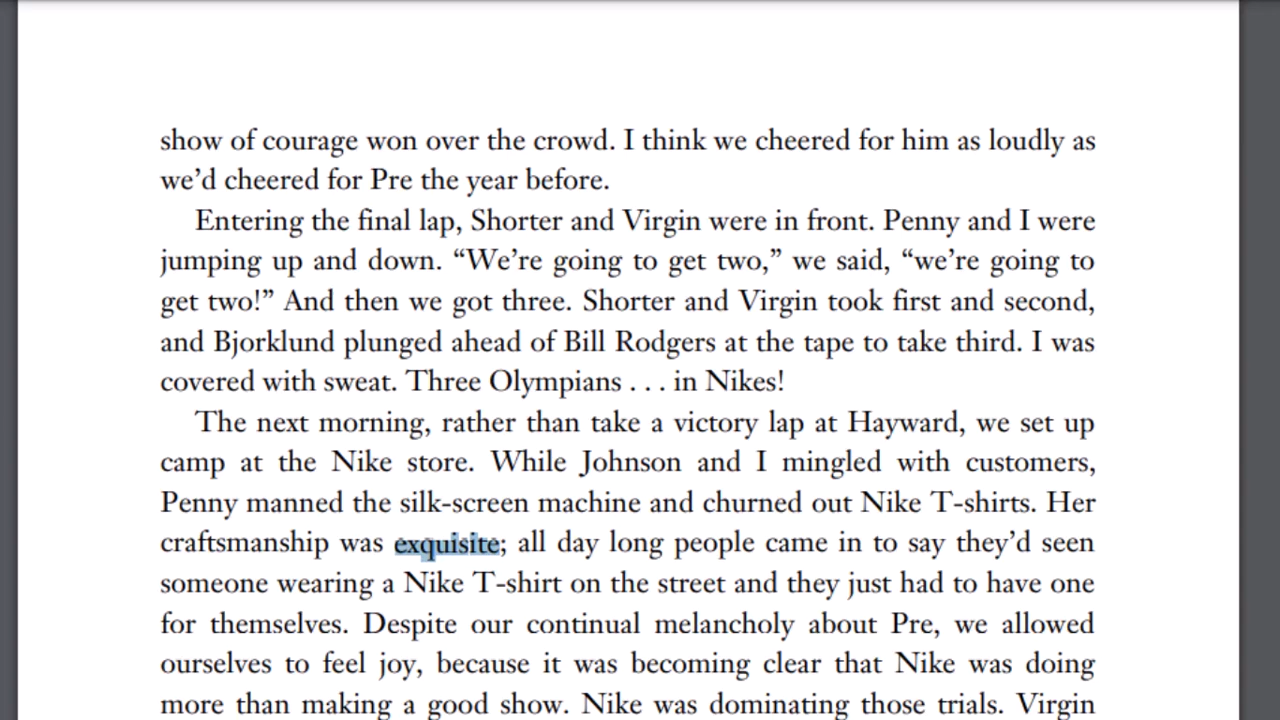 show of courage won over the crowd. I think we cheered for him as loudly as
we’d cheered for Pre the year before.
Entering the final lap, Shorter and Virgin were in front. Penny and I were
jumping up and down. “We’re going to get two,” we said, “we’re going to
get two!” And then we got three. Shorter and Virgin took first and second,
and Bjorklund plunged ahead of Bill Rodgers at the tape to take third. I was
covered with sweat. Three Olympians . . . in Nikes!
The next morning, rather than take a victory lap at Hayward, we set up
camp at the Nike store. While Johnson and I mingled with customers,
Penny manned the silk-screen machine and churned out Nike T-shirts. Her
craftsmanship was exquisite; all day long people came in to say they’d seen
someone wearing a Nike T-shirt on the street and they just had to have one
for themselves. Despite our continual melancholy about Pre, we allowed
ourselves to feel joy, because it was becoming clear that Nike was doing
more than making a good show. Nike was dominating those trials. Virgin